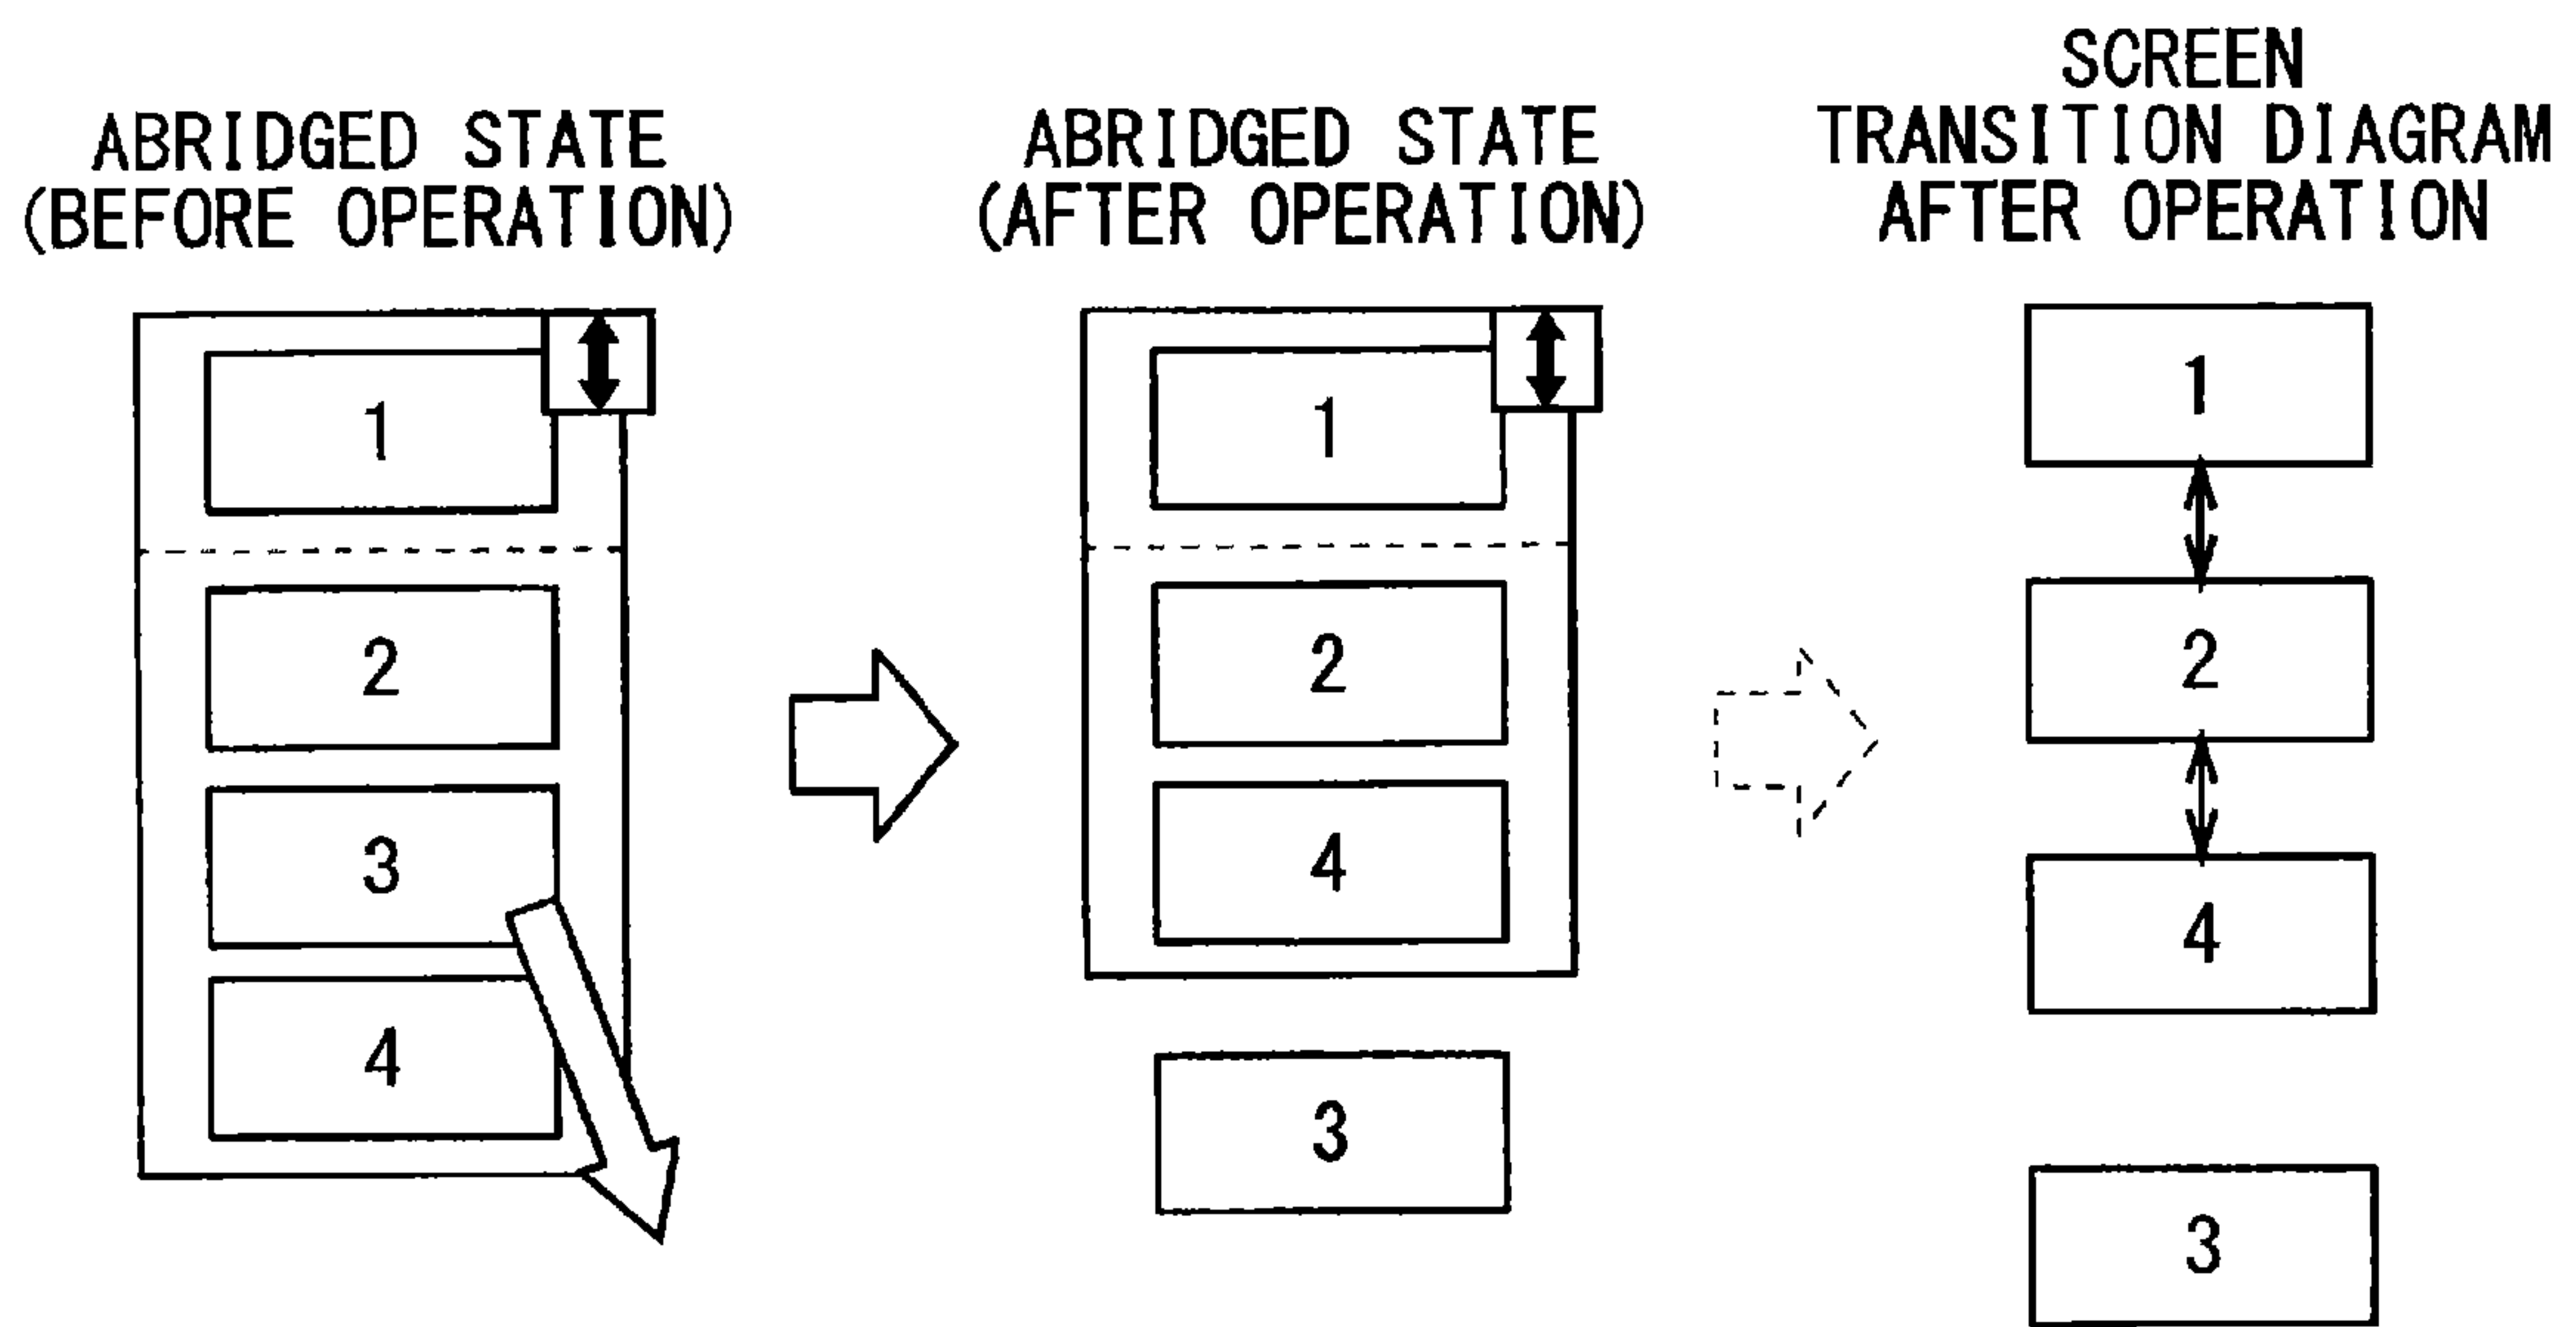 ABRIDGED STATE
(BEFORE OPERATION)
1
2
3
4
ABRIDGED STATE
(AFTER OPERATION)
1
2
4
3
SCREEN
TRANSITION DIAGRAM
AFTER OPERATION
1
2
4
3